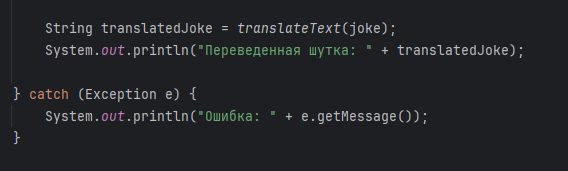 String translatedJoke = translateText(joke);
System.out.println("Переведенная шутка: " + translatedJoke);
} catch (Exception e) {
System.out.println("Ошибка: " + e.getMessage());
}